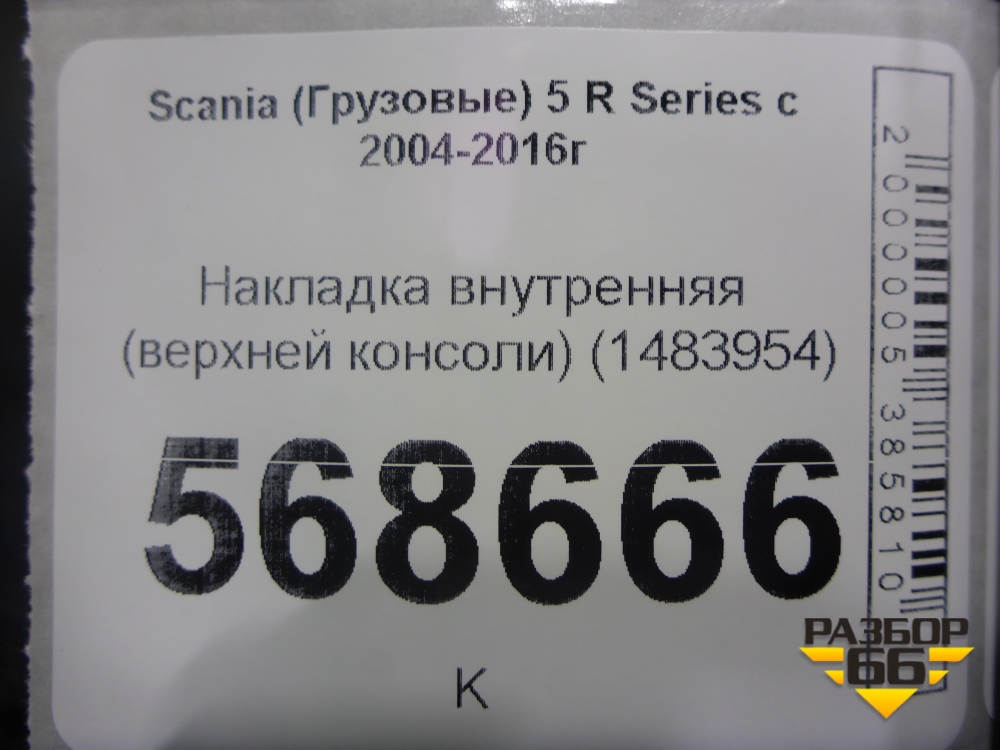 Scania (Грузовые) 5 R Series с
2004-2016г
Накладка внутренняя
(верхней консоли) (1483954)
568666
К
2000005385810
РАЗБОР
66